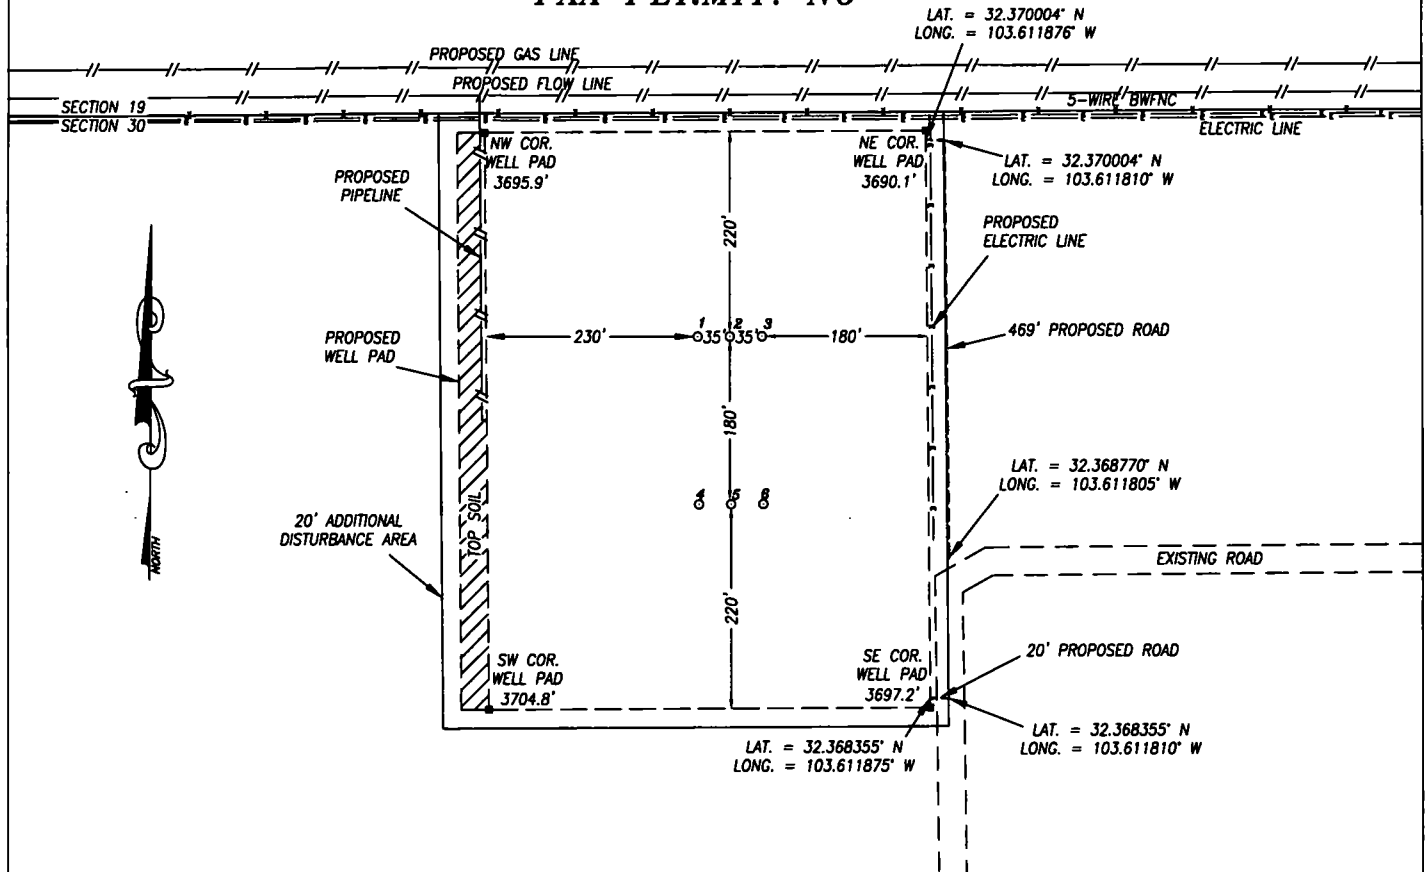 LAT. = 32.370004° N
LONG. = 103.611876° W
PROPOSED GAS LINE
PROPOSED FLOW LINE
SECTION 19
5-WIRE BWFNC
SECTION 30
ELECTRIC LINE
NW COR.
WELL PAD
3695.9'
NE COR.
WELL PAD
3690.1'
LAT. = 32.370004° N
LONG. = 103.611810° W
PROPOSED
PIPELINE
220'
PROPOSED
ELECTRIC LINE
1
2
3
230'
35'
35'
180'
469' PROPOSED ROAD
PROPOSED
WELL PAD
180'
LAT. = 32.368770° N
LONG. = 103.611805° W
4
5
6
20' ADDITIONAL
DISTURBANCE AREA
TOP SOIL
NORTH
EXISTING ROAD
220'
SW COR.
WELL PAD
3704.8'
SE COR.
WELL PAD
3697.2'
20' PROPOSED ROAD
LAT. = 32.368355° N
LONG. = 103.611875° W
LAT. = 32.368355° N
LONG. = 103.611810° W